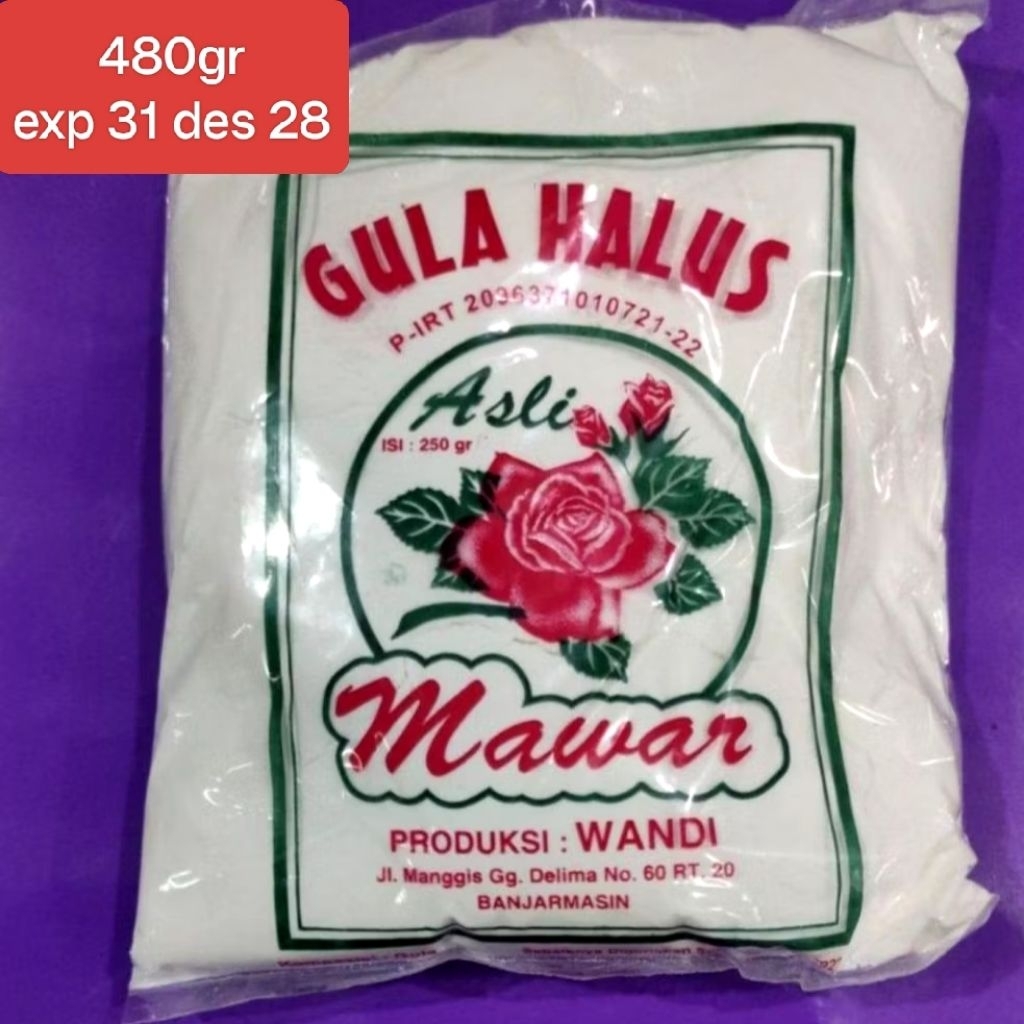 480gr
exp 31 des 28
GULA HALUS
P-IRT 2036371010721-22
Asli
ISI : 250 gr
Mawar
PRODUKSI : WANDI
Jl. Manggis Gg. Delima No. 60 RT. 20
BANJARMASIN